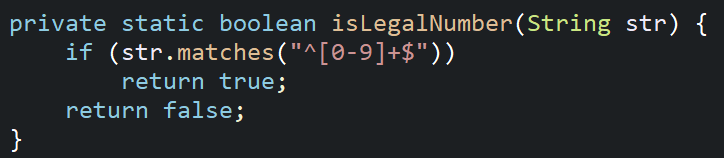 private static boolean isLegalNumber(String str) {
    if (str.matches("^[0-9]+$"))
        return true;
    return false;
}